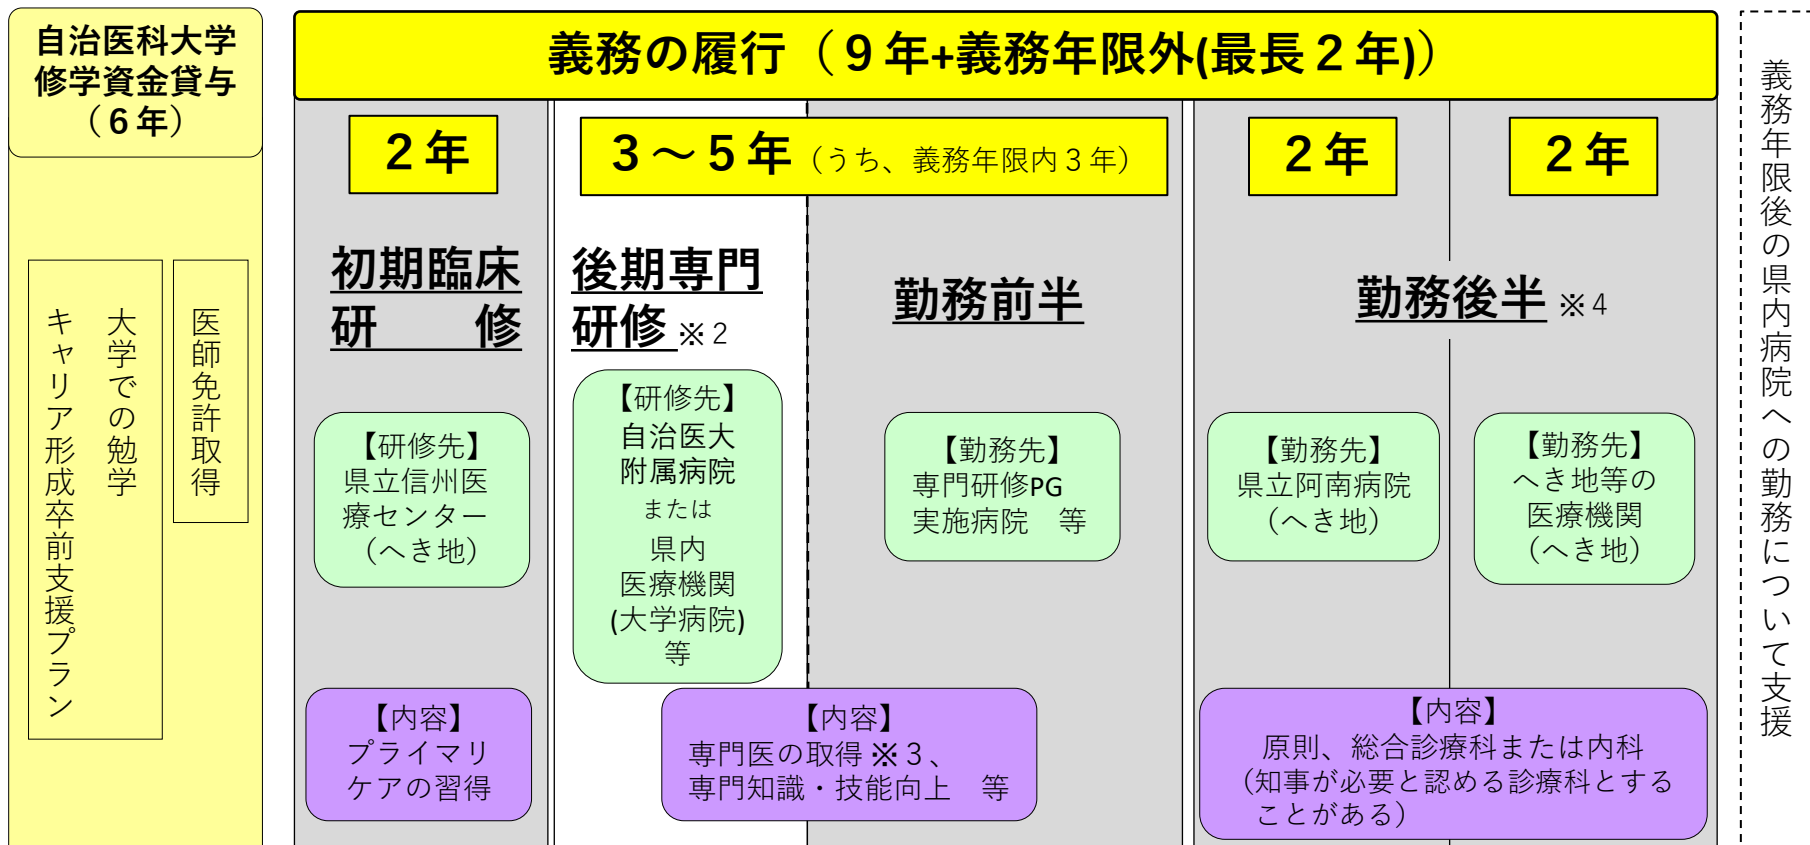 自治医科大学
修学資金貸与
（６年）
キャリア形成卒前支援プラン
大学での勉学
医師免許取得
義務の履行（９年+義務年限外(最長２年)）
２年
３～５年（うち、義務年限内３年）
２年
２年
初期臨床
研　修
後期専門
研修 ※２
勤務前半
勤務後半 ※４
【研修先】
県立信州医
療センター
（へき地）
【研修先】
自治医大
附属病院
または
県内
医療機関
(大学病院)
等
【勤務先】
専門研修PG
実施病院　等
【勤務先】
県立阿南病院
（へき地）
【勤務先】
へき地等の
医療機関
（へき地）
【内容】
プライマリ
ケアの習得
【内容】
専門医の取得※３、
専門知識・技能向上　等
【内容】
原則、総合診療科または内科
（知事が必要と認める診療科とする
ことがある）
義務年限後の県内病院への勤務について支援